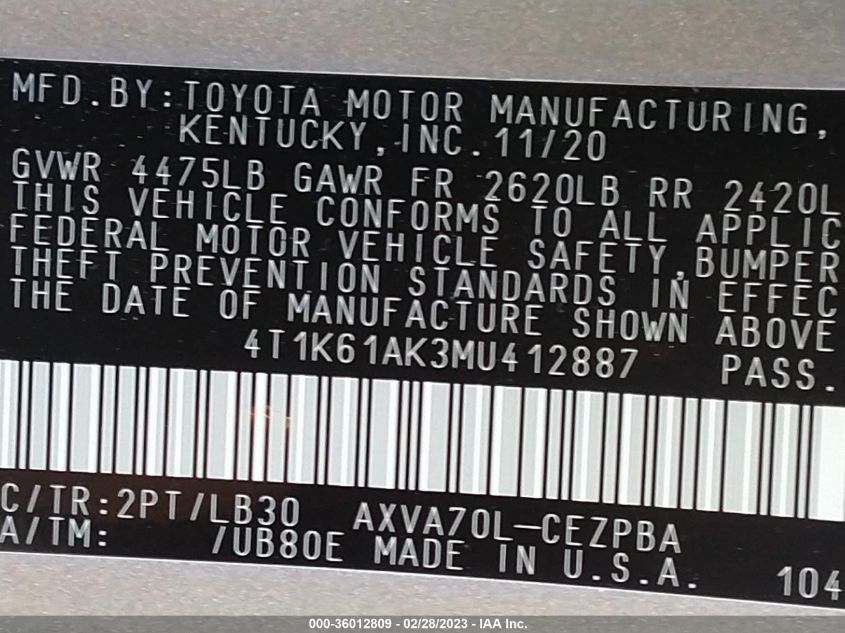 MFD.BY:TOYOTA MOTOR MANUFACTURING,
KENTUCKY,INC.11/20
GVWR 4475LB GAWR FR 2620LB RR 2420L
THIS VEHICLE CONFORMS TO ALL APPLIC
FEDERAL MOTOR VEHICLE SAFETY,BUMPER
THEFT PREVENTION STANDARDS IN EFFEC
THE DATE OF MANUFACTURE SHOWN ABOVE
4T1K61AK3MU412887 PASS.
C/TR:2PT/LB30 AXVA70L-CEZPBA
A/TM: /UB80E MADE IN U.S.A. 104
000-36012809 - 02/28/2023 - IAA Inc.